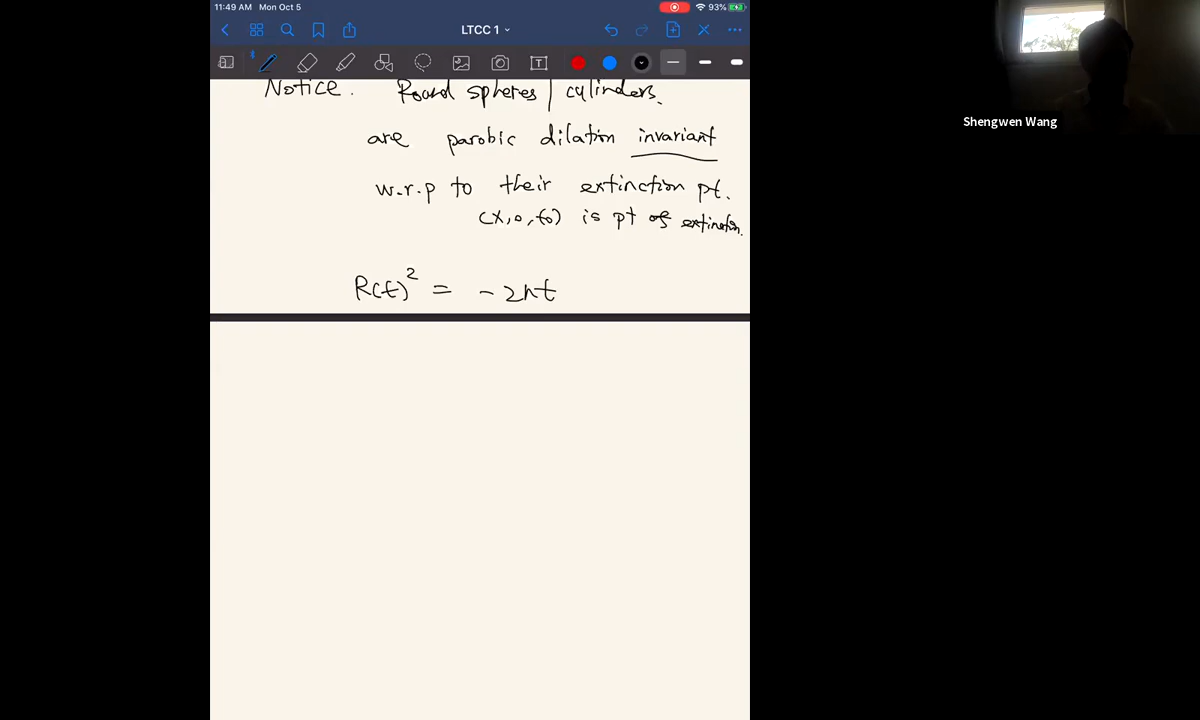 11:49 AM Mon Oct 5
93%
LTCC 1
T
Notice. Round spheres / cylinders.
are parobic dilation invariant
w.r.p to their extinction pt.
(x,0,t0) is pt of extinction.
R(t)² = -2nt
Shengwen Wang